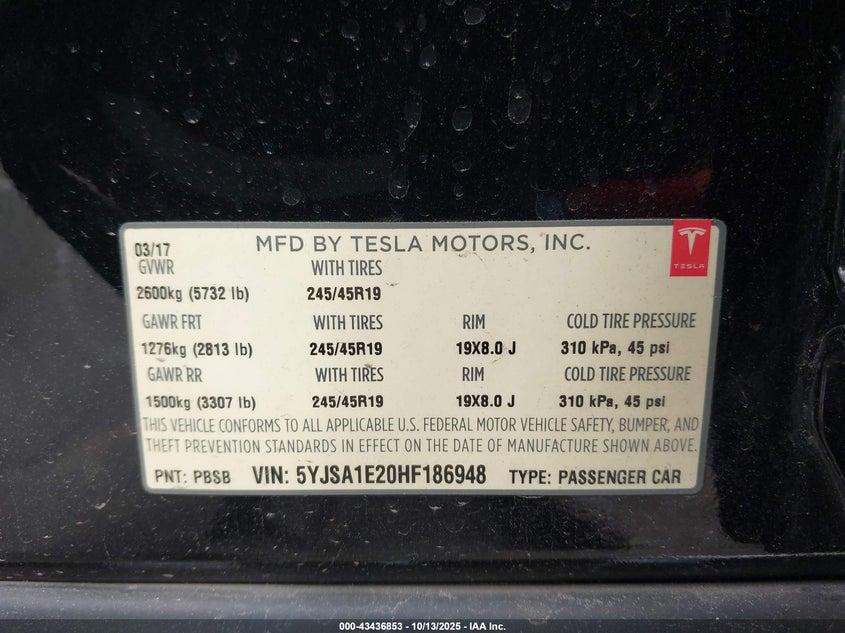 03/17 MFD BY TESLA MOTORS, INC.
TESLA
GVWR WITH TIRES
2600kg (5732 lb) 245/45R19
GAWR FRT WITH TIRES RIM COLD TIRE PRESSURE
1276kg (2813 lb) 245/45R19 19X8.0 J 310 kPa, 45 psi
GAWR RR WITH TIRES RIM COLD TIRE PRESSURE
1500kg (3307 lb) 245/45R19 19X8.0 J 310 kPa, 45 psi
THIS VEHICLE CONFORMS TO ALL APPLICABLE U.S. FEDERAL MOTOR VEHICLE SAFETY, BUMPER, AND
THEFT PREVENTION STANDARDS IN EFFECT ON THE DATE OF MANUFACTURE SHOWN ABOVE.
PNT: PBSB VIN: 5YJSA1E20HF186948 TYPE: PASSENGER CAR
000-43436853 - 10/13/2025 - IAA Inc.